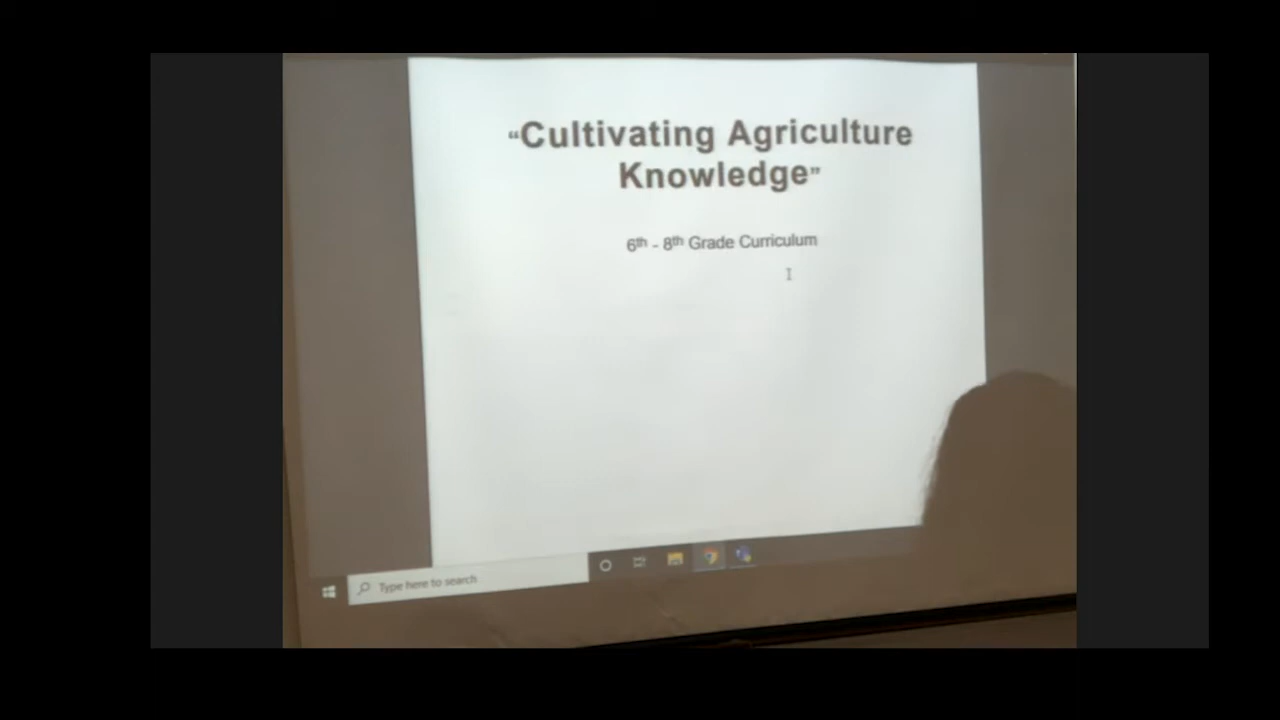 “Cultivating Agriculture
Knowledge”
6th - 8th Grade Curriculum
Type here to search